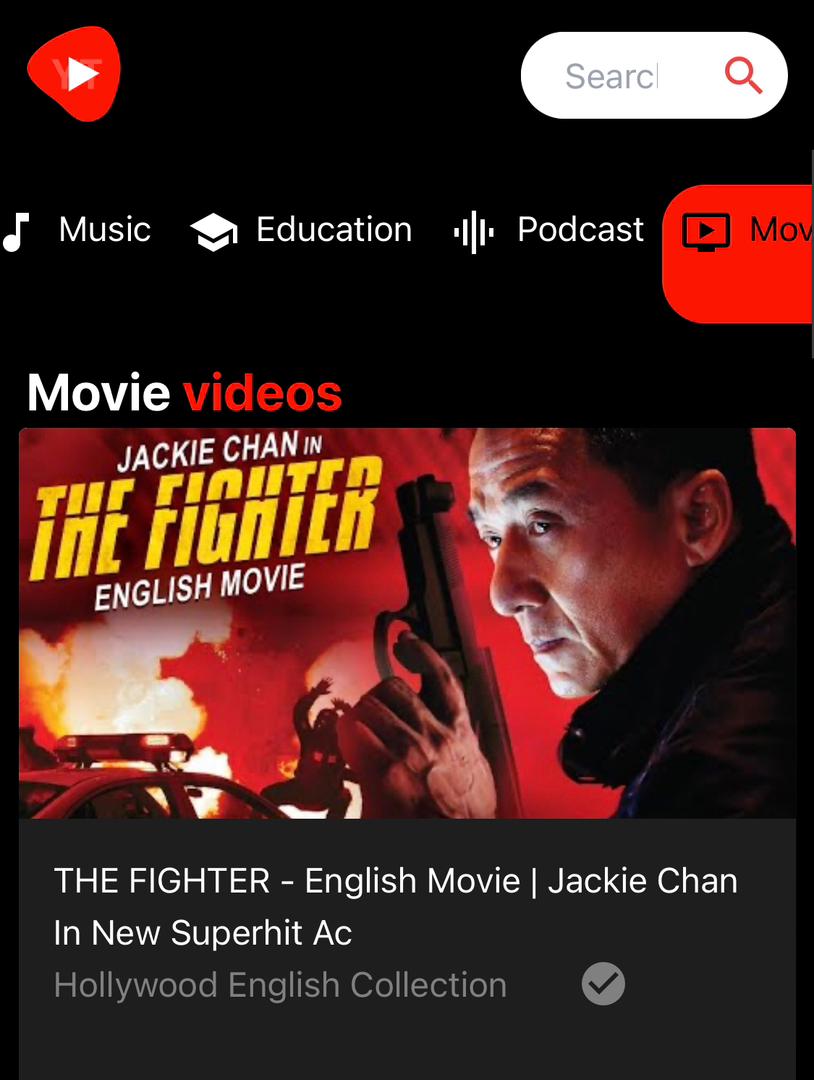 YT
Searc
Music
Education
Podcast
Mov
Movie videos
JACKIE CHAN IN
THE FIGHTER
ENGLISH MOVIE
THE FIGHTER - English Movie | Jackie Chan
In New Superhit Ac
Hollywood English Collection